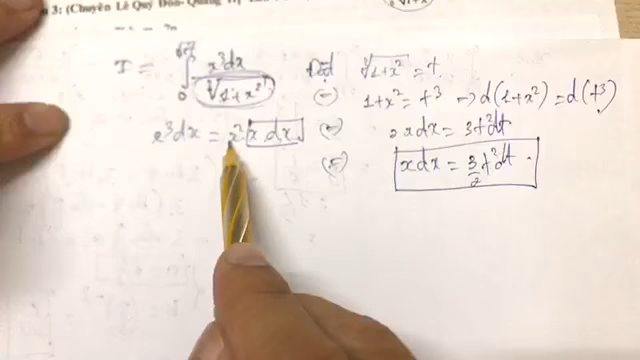 3: (Chuyên Lê Quý Đôn- Quảng Trị
I = ∫₀^√7 x³dx / ∛(1+x²) Đặt ∛(1+x²) = t
(=) 1+x² = t³ → d(1+x²) = d(t³)
x³dx = x² x dx (=) 2xdx = 3t²dt
(=) xdx = 3/2 t²dt.